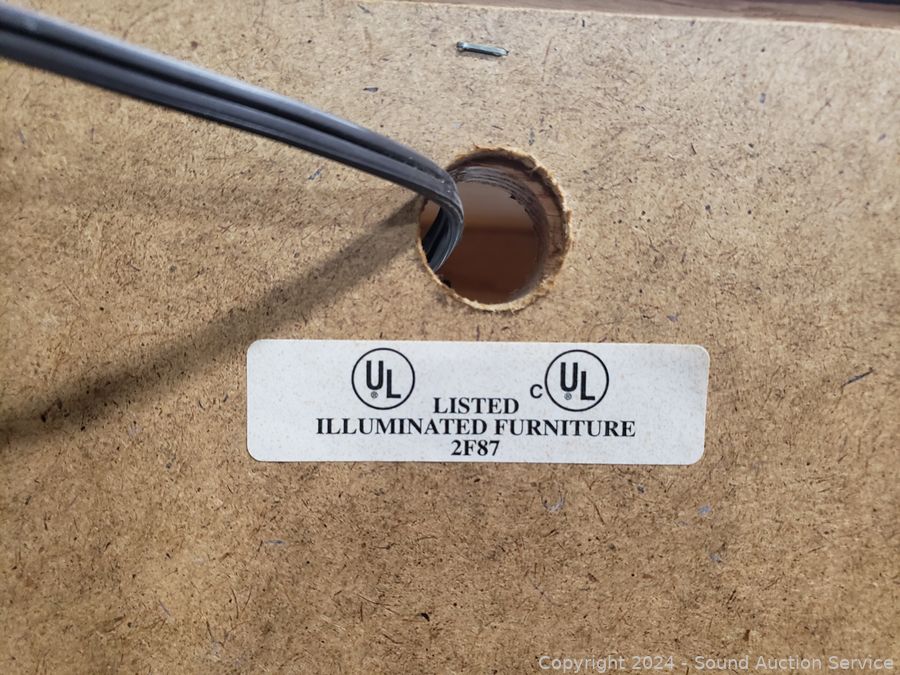 UL ® C UL ®
LISTED
ILLUMINATED FURNITURE
2F87
Copyright 2024 - Sound Auction Service